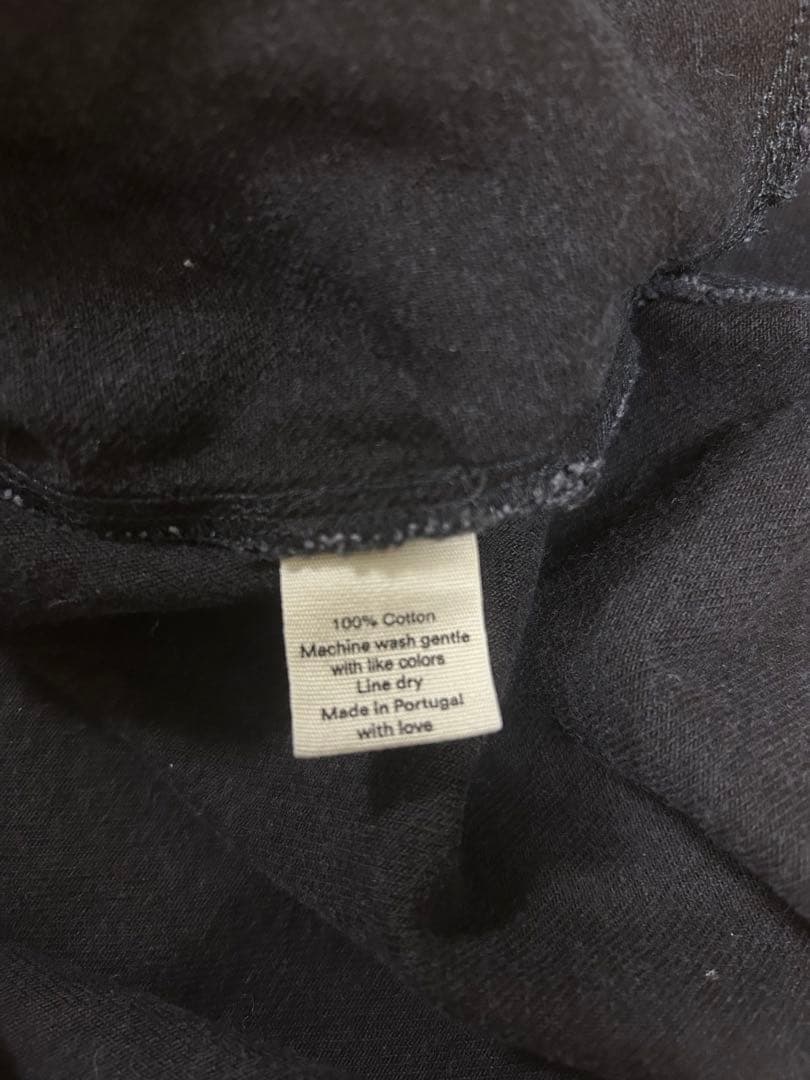 100% Cotton
Machine wash gentle
with like colors
Line dry
Made in Portugal
with love